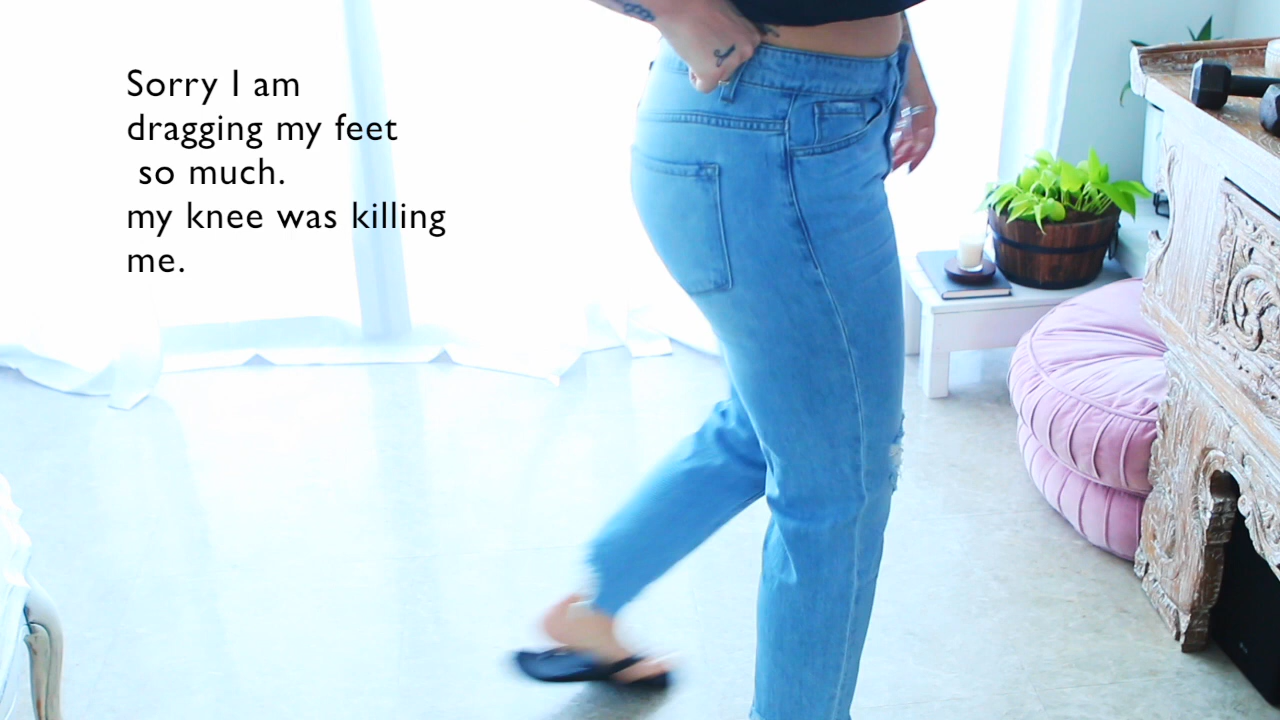 Sorry I am
dragging my feet
so much.
my knee was killing
me.